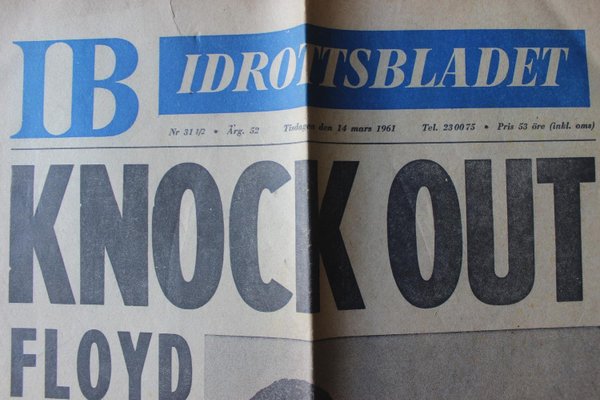 IB IDROTTSBLADET
Nr 31 1/2 • Årg. 52 Tisdagen den 14 mars 1961 Tel. 23 00 75 • Pris 53 öre (inkl. oms)
KNOCK OUT
FLOYD